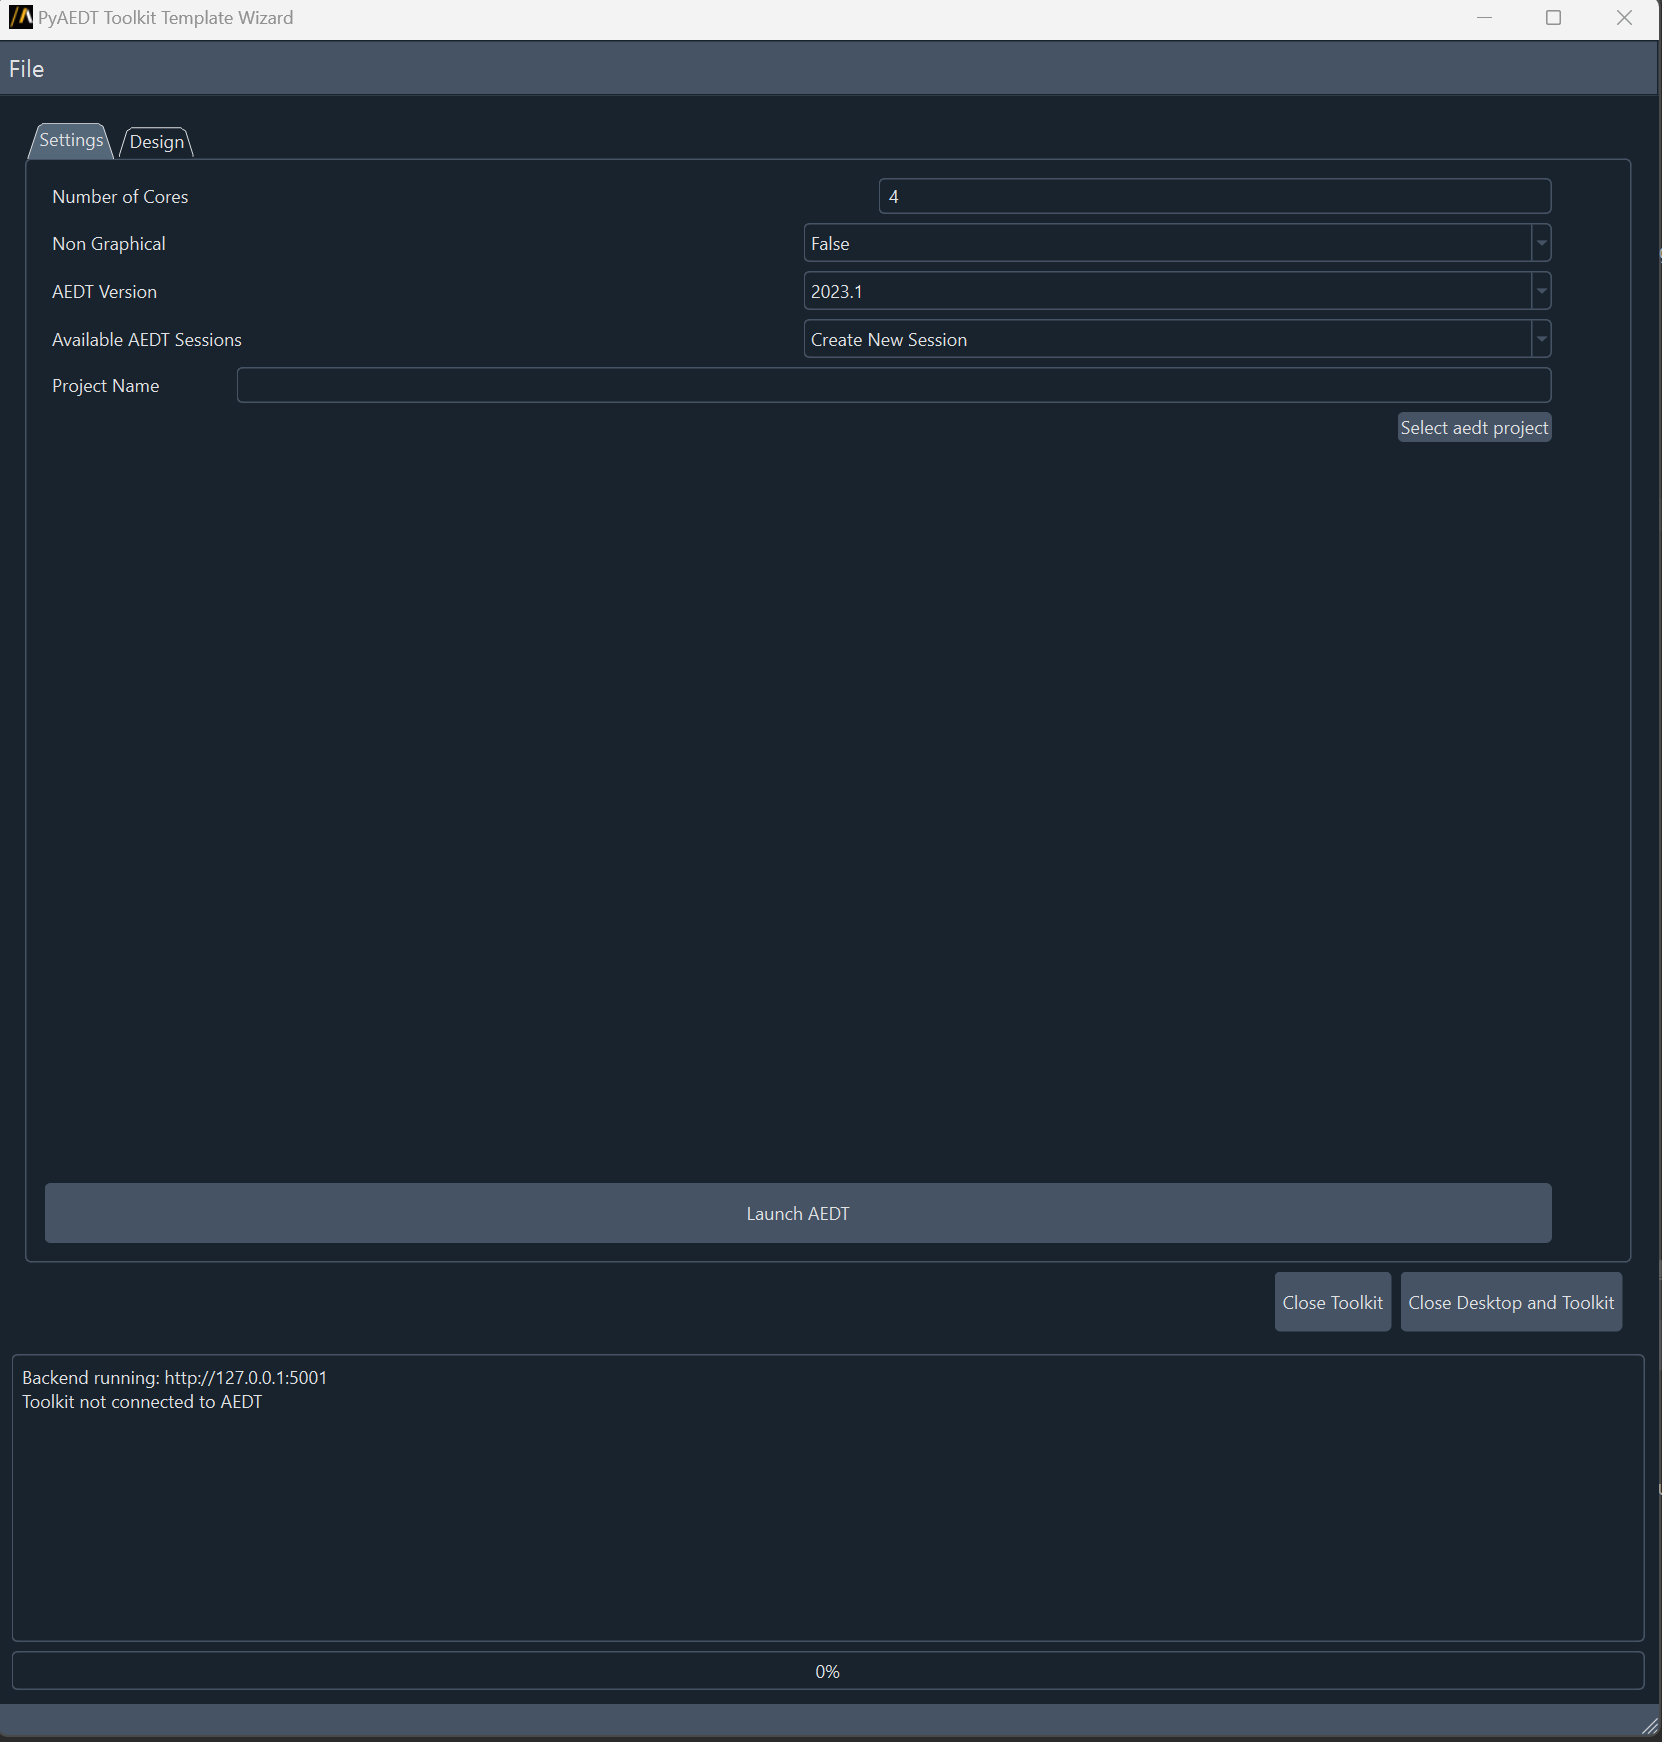 PyAEDT Toolkit Template Wizard
File
Settings
Design
Number of Cores
4
Non Graphical
False
AEDT Version
2023.1
Available AEDT Sessions
Create New Session
Project Name
Select aedt project
Launch AEDT
Close Toolkit
Close Desktop and Toolkit
Backend running: http://127.0.0.1:5001
Toolkit not connected to AEDT
0%